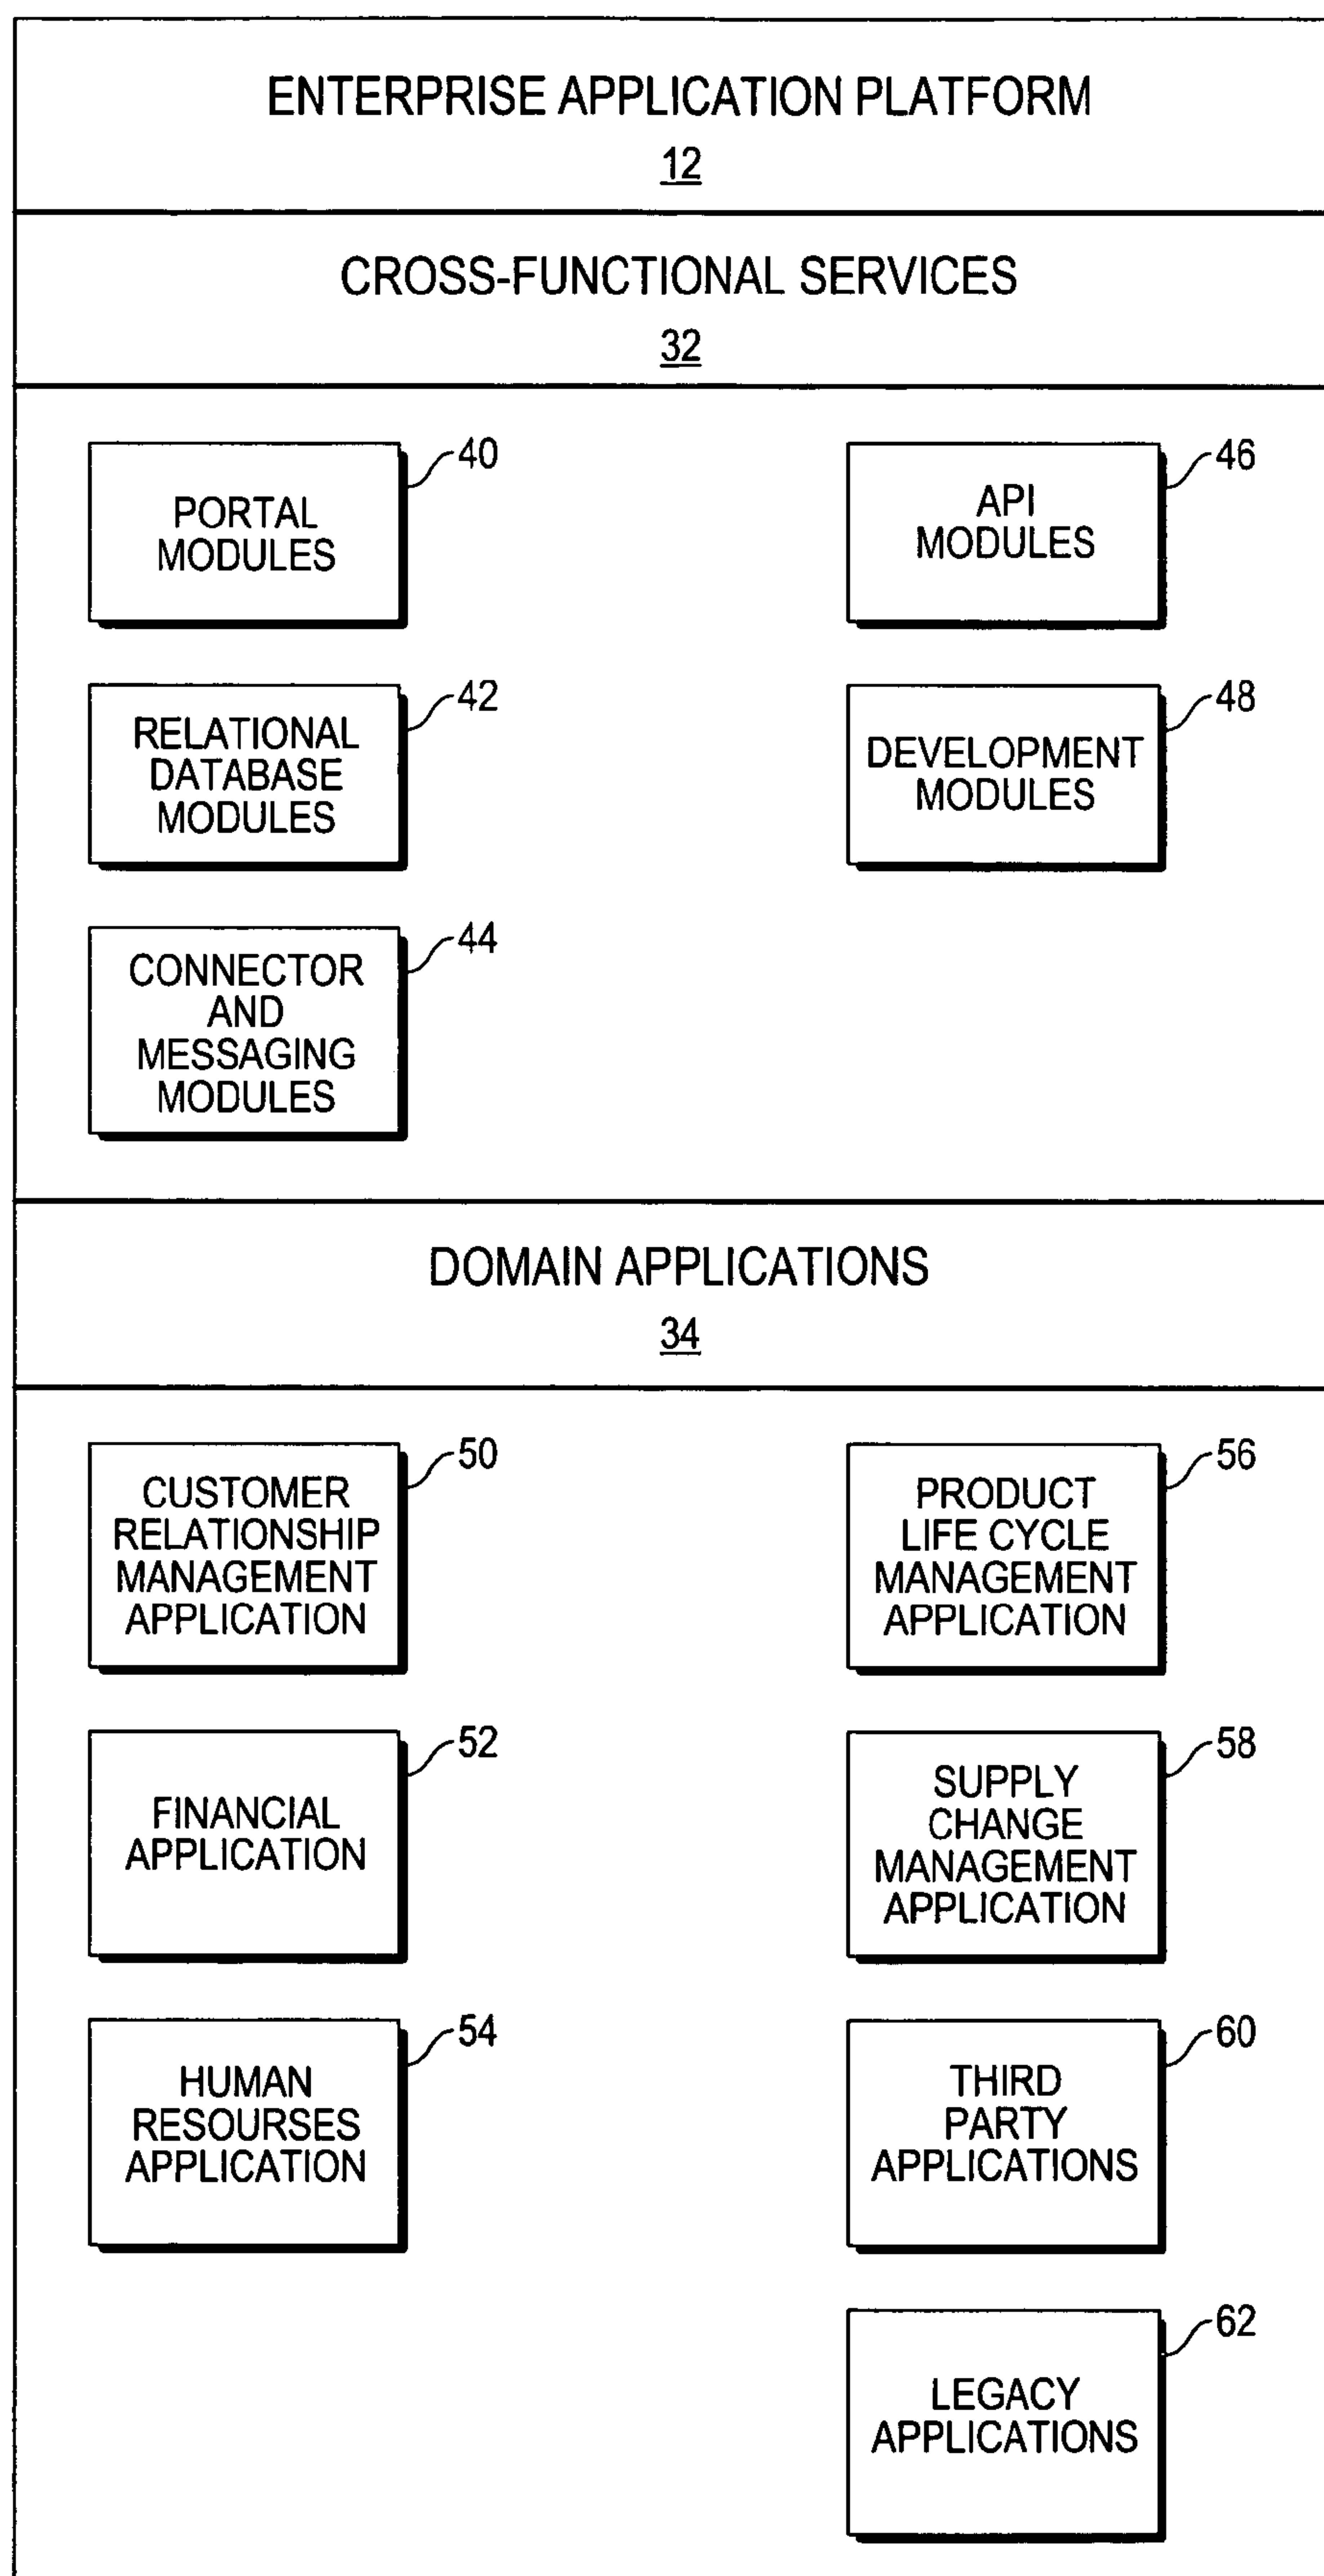 ENTERPRISE APPLICATION PLATFORM
12
CROSS-FUNCTIONAL SERVICES
32
PORTAL
MODULES
40
RELATIONAL
DATABASE
MODULES
42
CONNECTOR
AND
MESSAGING
MODULES
44
API
MODULES
46
DEVELOPMENT
MODULES
48
DOMAIN APPLICATIONS
34
CUSTOMER
RELATIONSHIP
MANAGEMENT
APPLICATION
50
FINANCIAL
APPLICATION
52
HUMAN
RESOURSES
APPLICATION
54
PRODUCT
LIFE CYCLE
MANAGEMENT
APPLICATION
56
SUPPLY
CHANGE
MANAGEMENT
APPLICATION
58
THIRD
PARTY
APPLICATIONS
60
LEGACY
APPLICATIONS
62